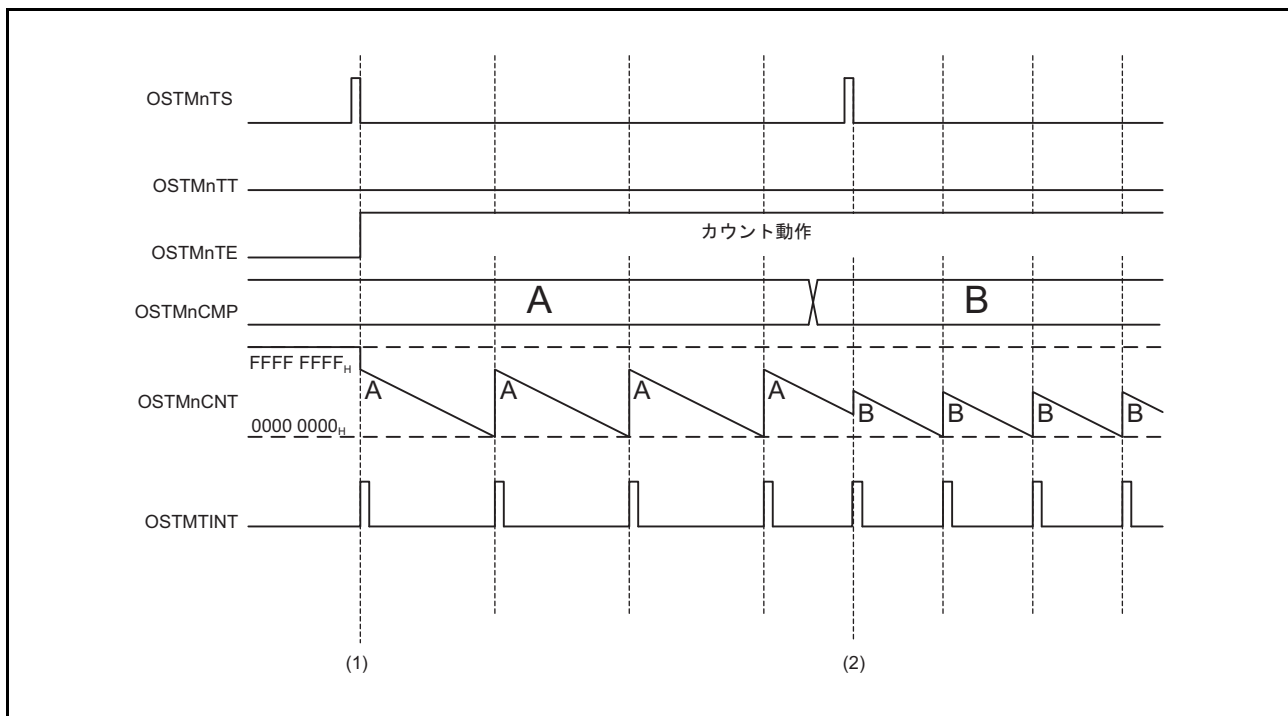 OSTMnTS
OSTMnTT
OSTMnTE
カウント動作
OSTMnCMP
A
B
FFFF FFFFH
OSTMnCNT
A
A
A
A
B
B
B
B
0000 0000H
OSTMTINT
(1)
(2)